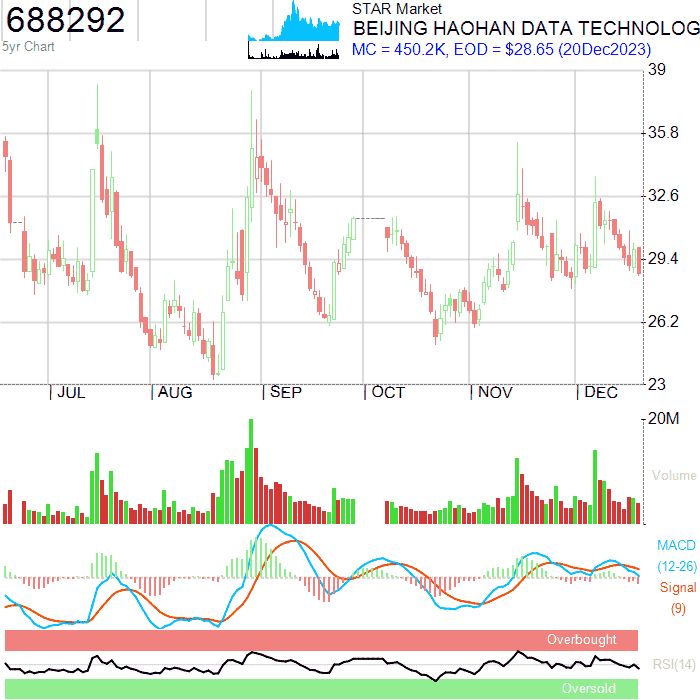 688292
STAR Market
BEIJING HAOHAN DATA TECHNOLOG
5yr Chart
MC = 450.2K, EOD = $28.65 (20Dec2023)
39
35.8
32.6
29.4
26.2
23
JUL AUG SEP OCT NOV DEC
20M
Volume
MACD
(12-26)
Signal
(9)
Overbought
RSI(14)
Oversold